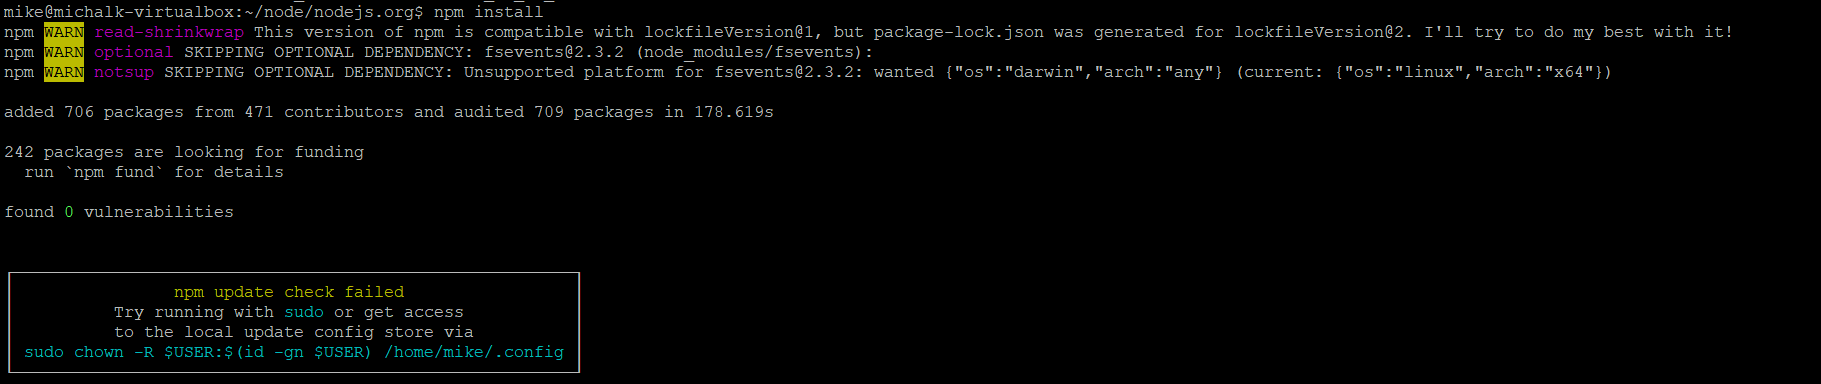 mike@michalk-virtualbox:~/node/nodejs.org$ npm install
npm WARN read-shrinkwrap This version of npm is compatible with lockfileVersion@1, but package-lock.json was generated for lockfileVersion@2. I'll try to do my best with it!
npm WARN optional SKIPPING OPTIONAL DEPENDENCY: fsevents@2.3.2 (node_modules/fsevents):
npm WARN notsup SKIPPING OPTIONAL DEPENDENCY: Unsupported platform for fsevents@2.3.2: wanted {"os":"darwin","arch":"any"} (current: {"os":"linux","arch":"x64"})
added 706 packages from 471 contributors and audited 709 packages in 178.619s
242 packages are looking for funding
run `npm fund` for details
found 0 vulnerabilities
npm update check failed
Try running with sudo or get access
to the local update config store via
sudo chown -R $USER:$(id -gn $USER) /home/mike/.config